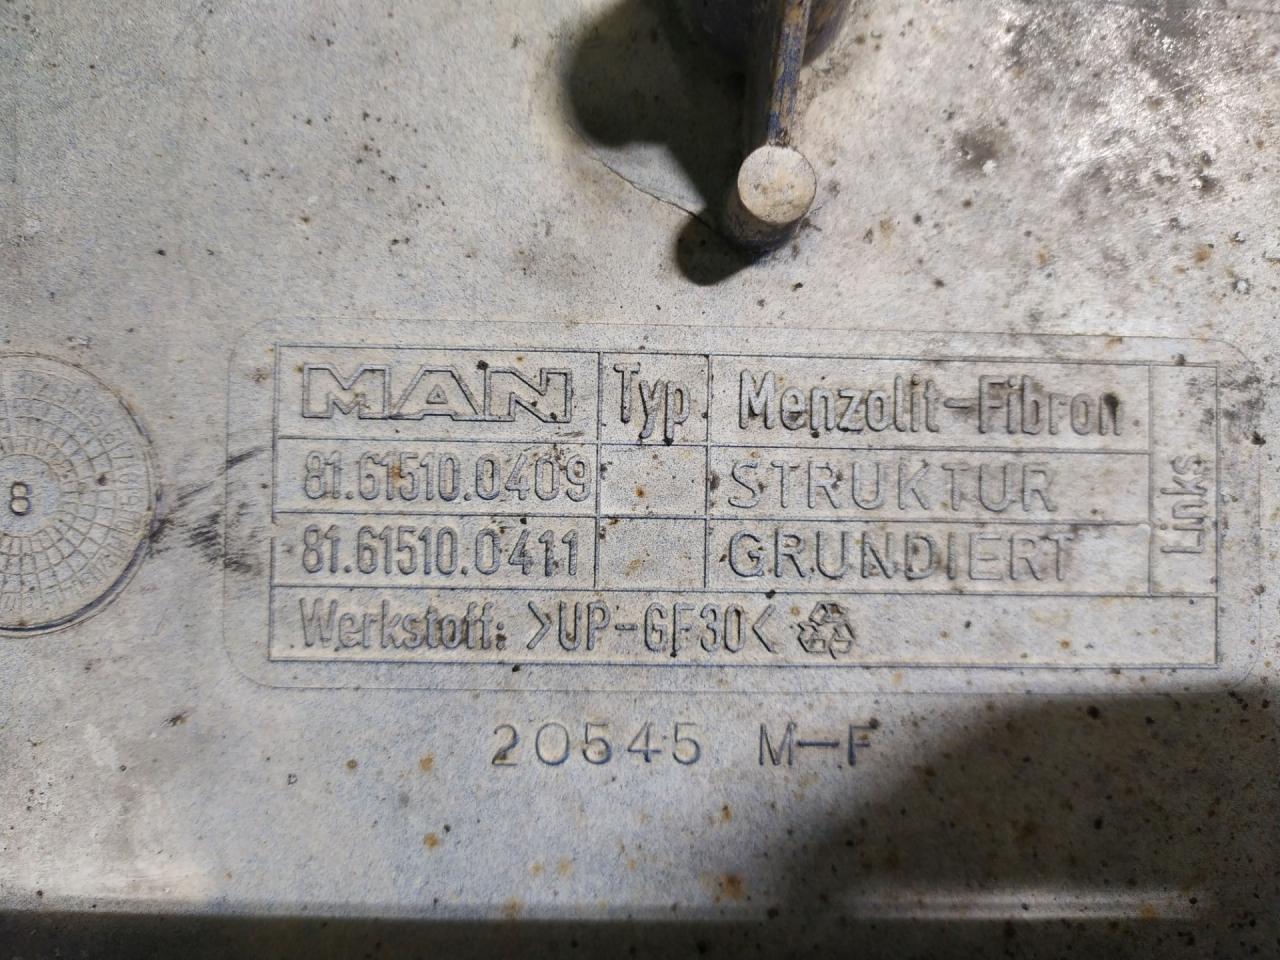 MAN Typ Menzolit-Fibron
81.61510.0409 STRUKTUR
81.61510.0411 GRUNDIERT
Links
Werkstoff: >UP-GF30<
20545 M-F
8